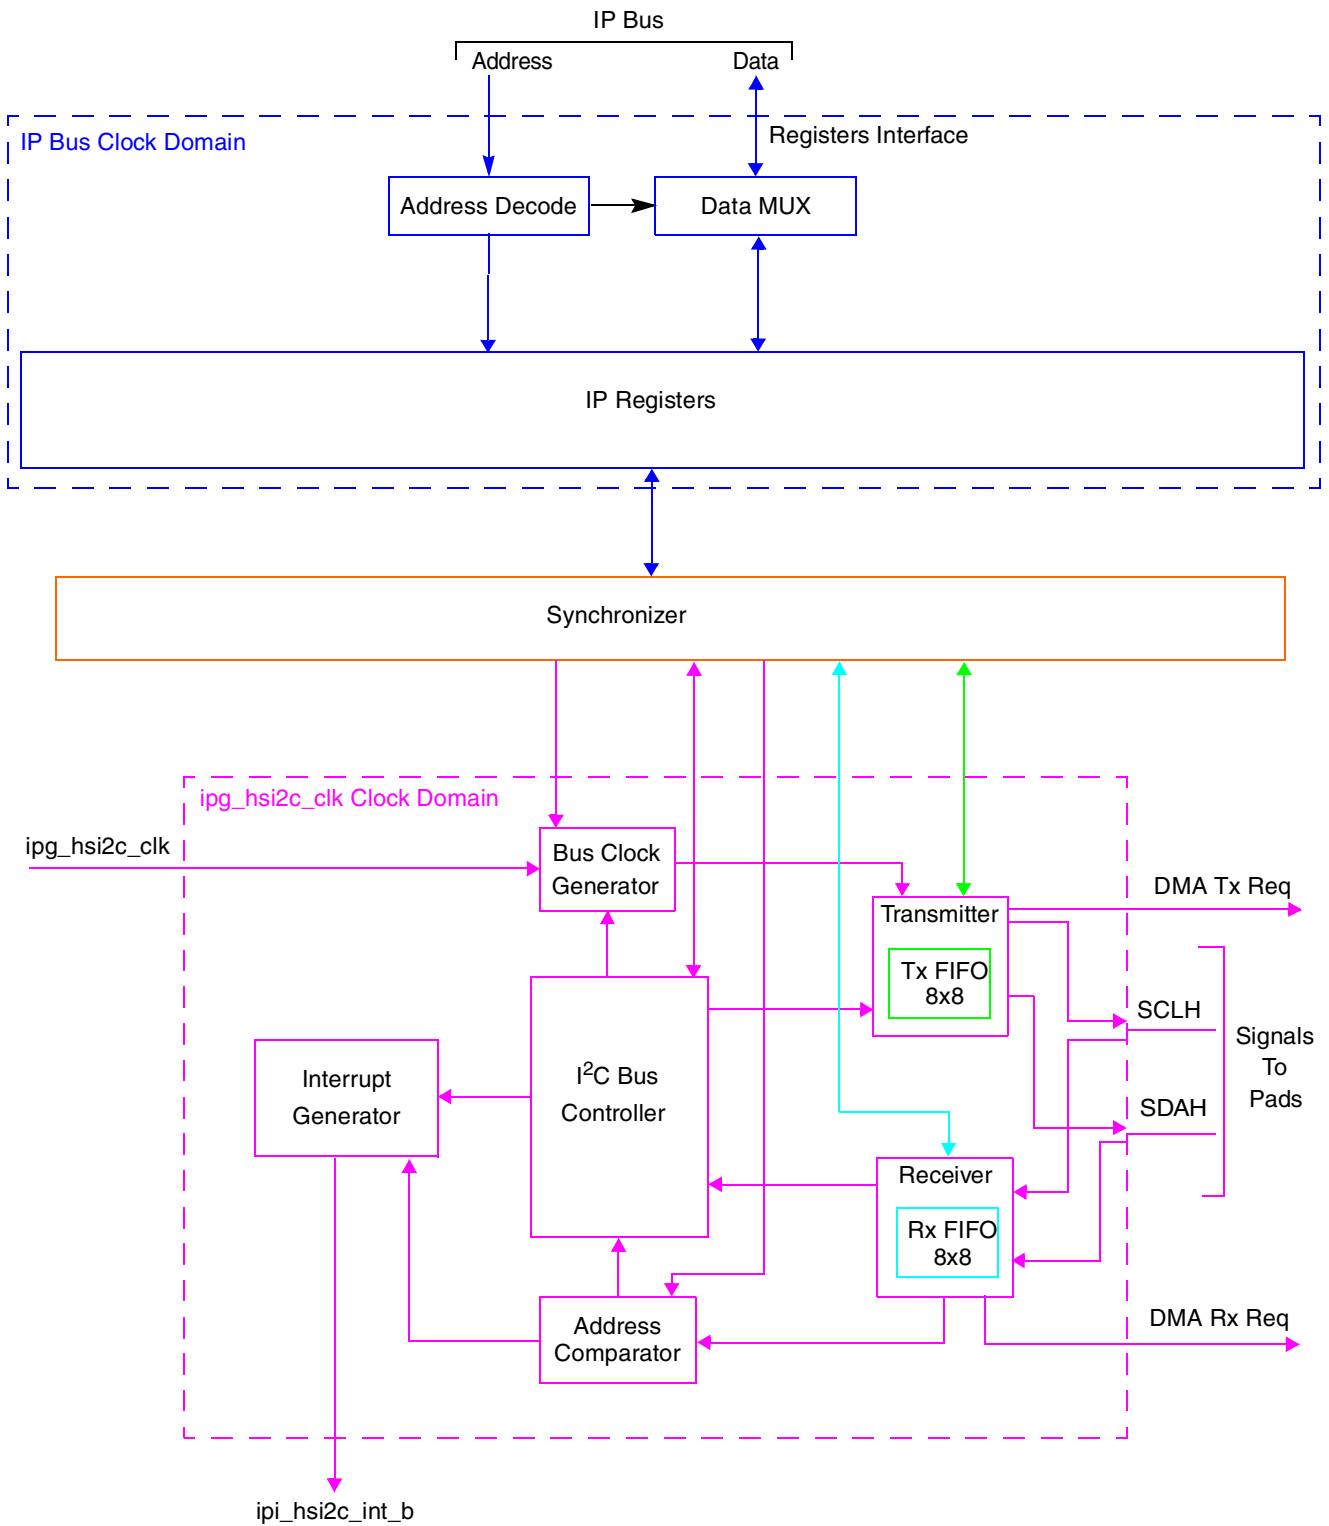 IP Bus
Address
Data
IP Bus Clock Domain
Registers Interface
Address Decode
Data MUX
IP Registers
Synchronizer
ipg_hsi2c_clk Clock Domain
ipg_hsi2c_clk
Bus Clock
Generator
DMA Tx Req
Transmitter
Tx FIFO
8x8
SCLH
Signals
To
Pads
I²C Bus
Controller
Interrupt
Generator
SDAH
Receiver
Rx FIFO
8x8
DMA Rx Req
Address
Comparator
ipi_hsi2c_int_b